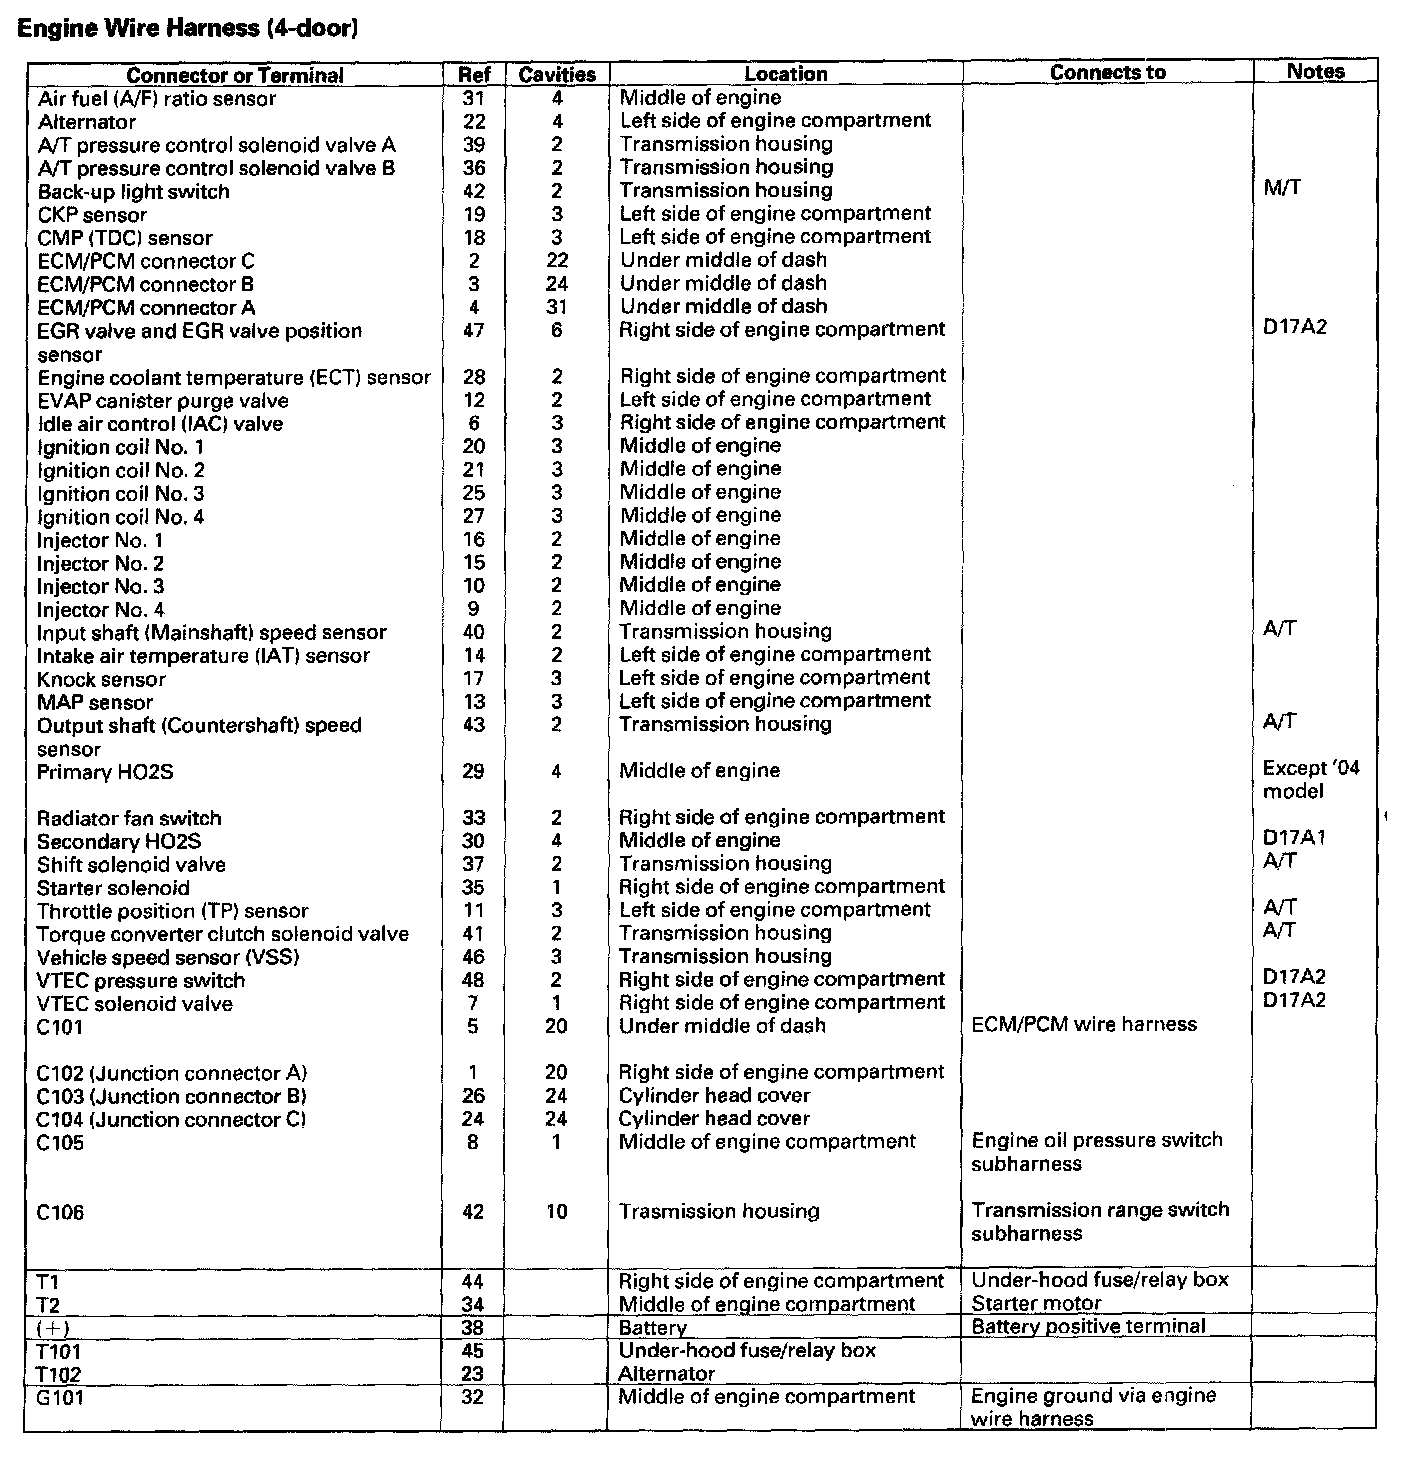 Engine Wire Harness (4-door)
Connector or Terminal Ref Cavities Location Connects to Notes
Air fuel (A/F) ratio sensor 31 4 Middle of engine
Alternator 22 4 Left side of engine compartment
A/T pressure control solenoid valve A 39 2 Transmission housing
A/T pressure control solenoid valve B 36 2 Transmission housing
Back-up light switch 42 2 Transmission housing M/T
CKP sensor 19 3 Left side of engine compartment
CMP (TDC) sensor 18 3 Left side of engine compartment
ECM/PCM connector C 2 22 Under middle of dash
ECM/PCM connector B 3 24 Under middle of dash
ECM/PCM connector A 4 31 Under middle of dash
EGR valve and EGR valve position 47 6 Right side of engine compartment D17A2
sensor
Engine coolant temperature (ECT) sensor 28 2 Right side of engine compartment
EVAP canister purge valve 12 2 Left side of engine compartment
Idle air control (IAC) valve 6 3 Right side of engine compartment
Ignition coil No. 1 20 3 Middle of engine
Ignition coil No. 2 21 3 Middle of engine
Ignition coil No. 3 25 3 Middle of engine
Ignition coil No. 4 27 3 Middle of engine
Injector No. 1 16 2 Middle of engine
Injector No. 2 15 2 Middle of engine
Injector No. 3 10 2 Middle of engine
Injector No. 4 9 2 Middle of engine
Input shaft (Mainshaft) speed sensor 40 2 Transmission housing A/T
Intake air temperature (IAT) sensor 14 2 Left side of engine compartment
Knock sensor 17 3 Left side of engine compartment
MAP sensor 13 3 Left side of engine compartment
Output shaft (Countershaft) speed 43 2 Transmission housing A/T
sensor
Primary HO2S 29 4 Middle of engine Except '04
model
Radiator fan switch 33 2 Right side of engine compartment
Secondary HO2S 30 4 Middle of engine D17A1
Shift solenoid valve 37 2 Transmission housing A/T
Starter solenoid 35 1 Right side of engine compartment
Throttle position (TP) sensor 11 3 Left side of engine compartment A/T
Torque converter clutch solenoid valve 41 2 Transmission housing A/T
Vehicle speed sensor (VSS) 46 3 Transmission housing
VTEC pressure switch 48 2 Right side of engine compartment D17A2
VTEC solenoid valve 7 1 Right side of engine compartment D17A2
C101 5 20 Under middle of dash ECM/PCM wire harness
C102 (Junction connector A) 1 20 Right side of engine compartment
C103 (Junction connector B) 26 24 Cylinder head cover
C104 (Junction connector C) 24 24 Cylinder head cover
C105 8 1 Middle of engine compartment Engine oil pressure switch
subharness
C106 42 10 Trasmission housing Transmission range switch
subharness
T1 44 Right side of engine compartment Under-hood fuse/relay box
T2 34 Middle of engine compartment Starter motor
(+) 38 Battery Battery positive terminal
T101 45 Under-hood fuse/relay box
T102 23 Alternator
G101 32 Middle of engine compartment Engine ground via engine
wire harness